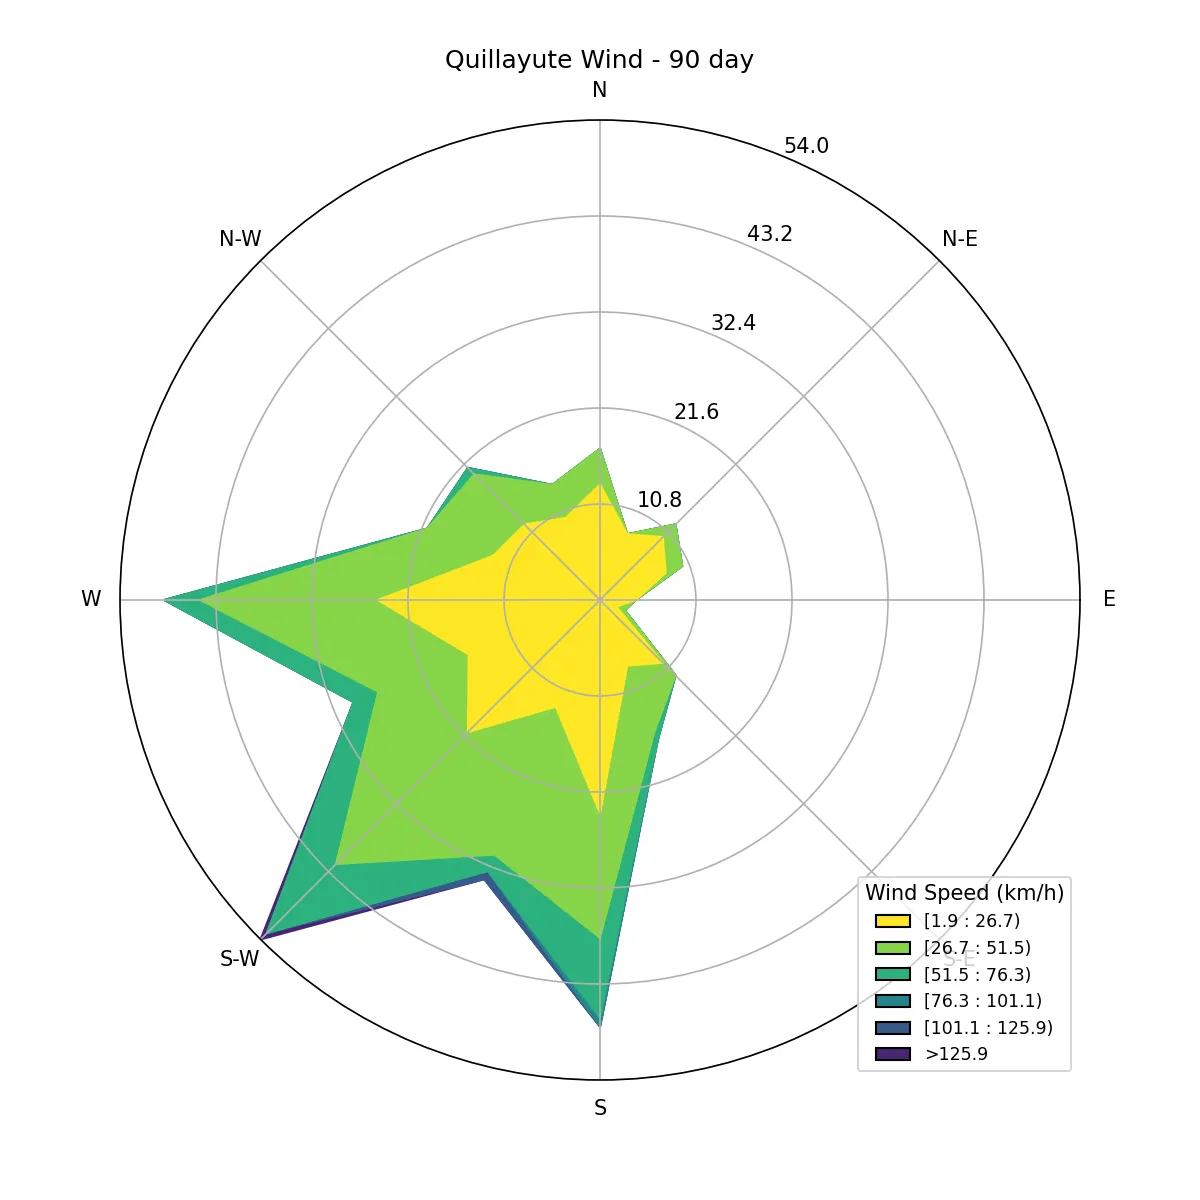 Quillayute Wind - 90 day
N
54.0
43.2
N-W
N-E
32.4
21.6
10.8
W
E
Wind Speed (km/h)
[1.9 : 26.7)
[26.7 : 51.5)
S-W
S-E
[51.5 : 76.3)
[76.3 : 101.1)
[101.1 : 125.9)
>125.9
S